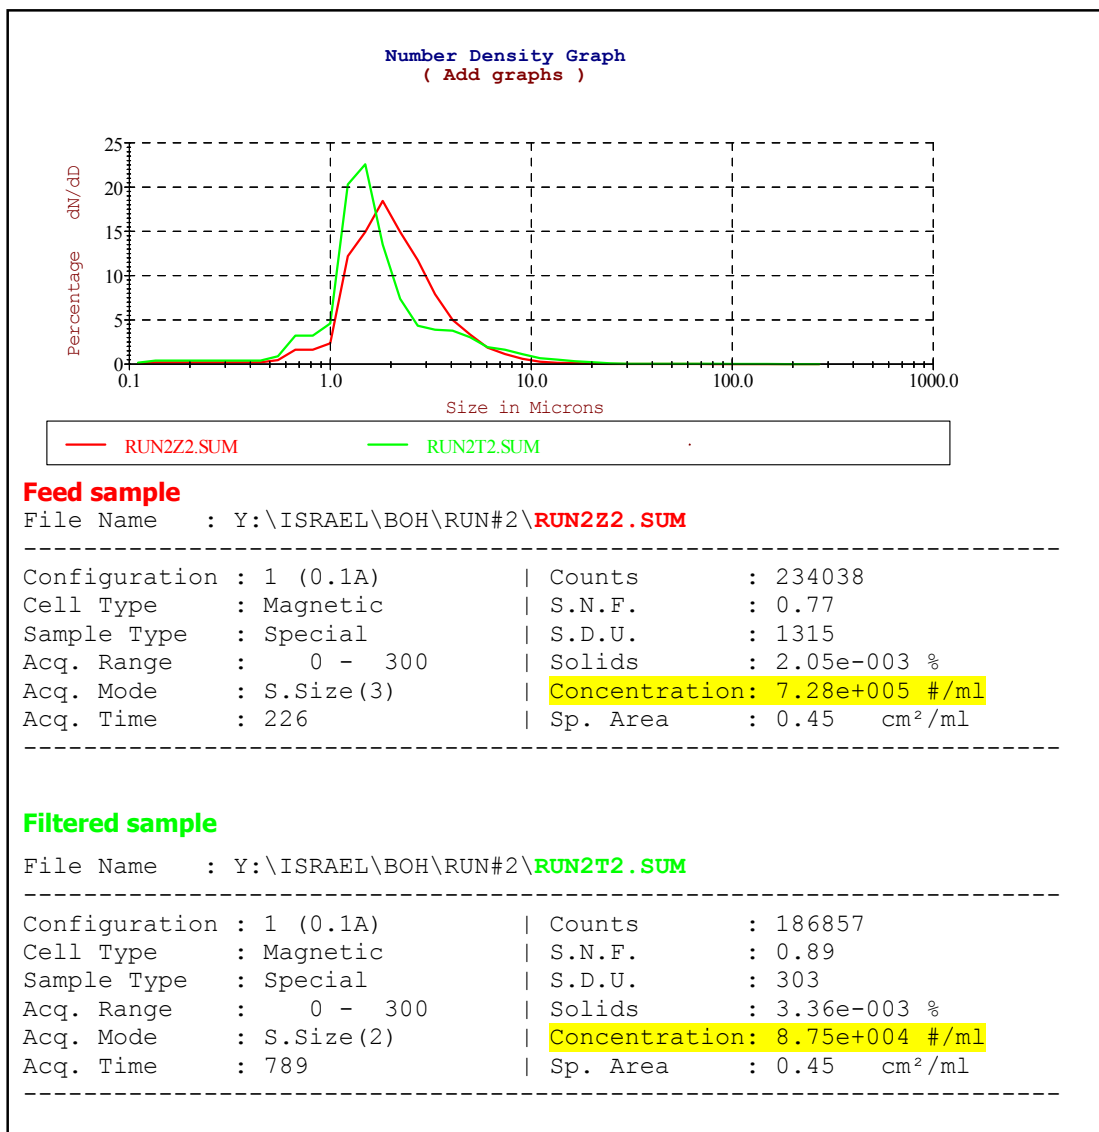 Number Density Graph
( Add graphs )
Percentage   dN/dD
25
20
15
10
5
0
0.1 1.0 10.0 100.0 1000.0
Size in Microns
RUN2Z2.SUM RUN2T2.SUM
Feed sample
File Name   : Y:\ISRAEL\BOH\RUN#2\RUN2Z2.SUM
---------------------------------------------------------------------
Configuration : 1 (0.1A)          | Counts        : 234038
Cell Type     : Magnetic          | S.N.F.        : 0.77
Sample Type   : Special           | S.D.U.        : 1315
Acq. Range    :     0 -  300      | Solids        : 2.05e-003 %
Acq. Mode     : S.Size(3)         | Concentration: 7.28e+005 #/ml
Acq. Time     : 226               | Sp. Area      : 0.45   cm²/ml
---------------------------------------------------------------------
Filtered sample
File Name   : Y:\ISRAEL\BOH\RUN#2\RUN2T2.SUM
---------------------------------------------------------------------
Configuration : 1 (0.1A)          | Counts        : 186857
Cell Type     : Magnetic          | S.N.F.        : 0.89
Sample Type   : Special           | S.D.U.        : 303
Acq. Range    :     0 -  300      | Solids        : 3.36e-003 %
Acq. Mode     : S.Size(2)         | Concentration: 8.75e+004 #/ml
Acq. Time     : 789               | Sp. Area      : 0.45   cm²/ml
---------------------------------------------------------------------